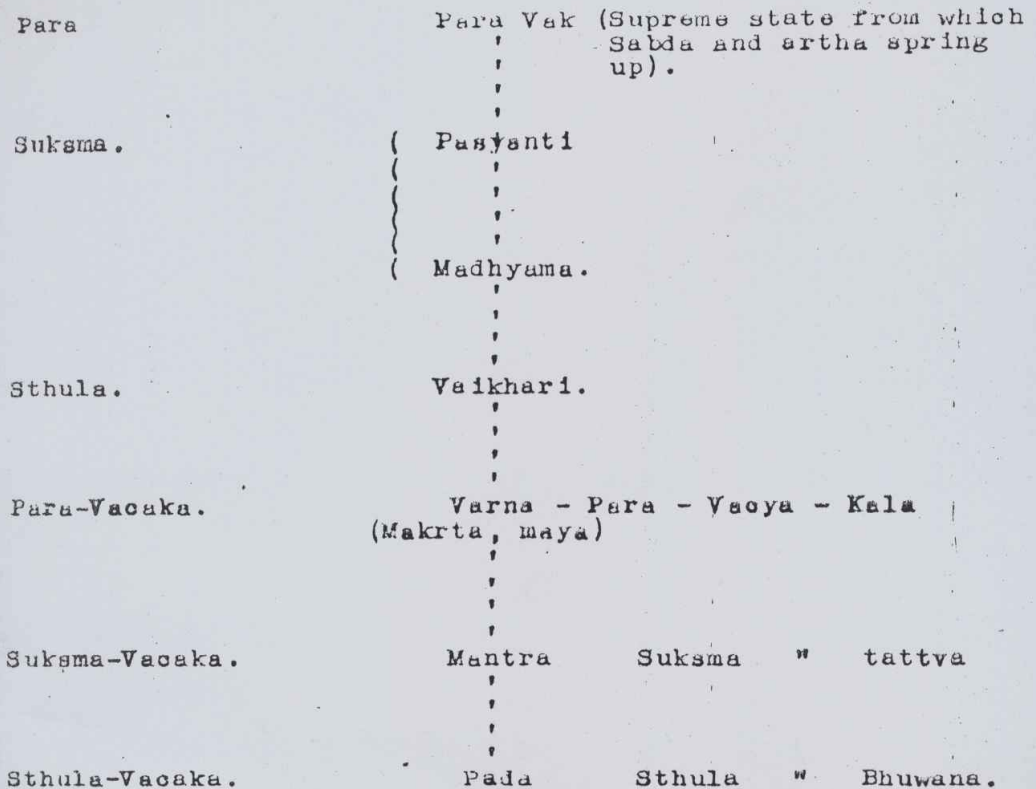 Para Para Vak (Supreme state from which
Sabda and artha spring
up).
Suksma. ( Pasyanti
( Madhyama.
Sthula. Vaikhari.
Para-Vacaka. Varna - Para - Vacya - Kala
(Makrta, maya)
Suksma-Vacaka. Mantra Suksma " tattva
Sthula-Vacaka. Pada Sthula " Bhuwana.